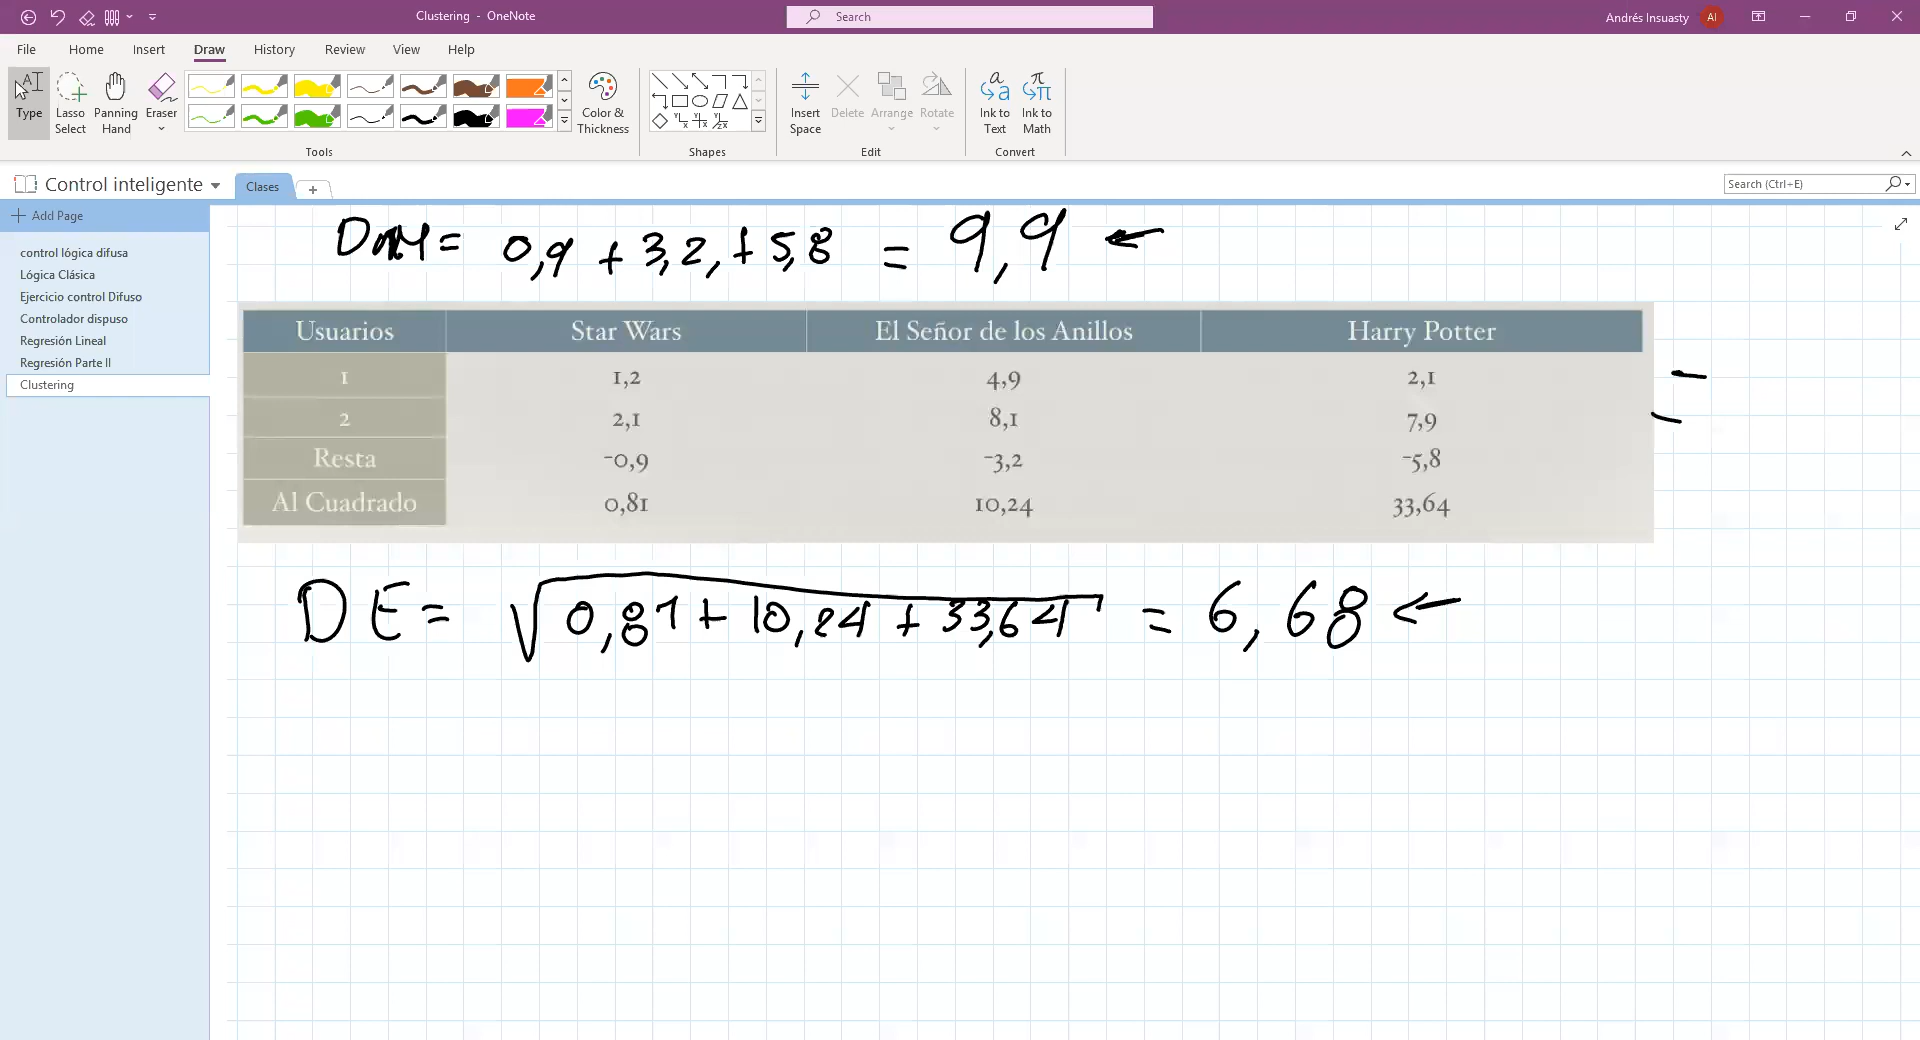 Clustering - OneNote
Search
Andrés Insuasty
AI
File Home Insert Draw History Review View Help
Type
Lasso Select
Panning Hand
Eraser
Color & Thickness
Insert Space
Delete
Arrange
Rotate
Ink to Text
Ink to Math
Tools Shapes Edit Convert
Control inteligente
Clases
Search (Ctrl+E)
Add Page
control lógica difusa
Lógica Clásica
Ejercicio control Difuso
Controlador dispuso
Regresión Lineal
Regresión Parte II
Clustering
= 0,9 + 3,2, + 5,8 = 9,9 ←
Usuarios Star Wars El Señor de los Anillos Harry Potter
1 1,2 4,9 2,1
2 2,1 8,1 7,9
Resta -0,9 -3,2 -5,8
Al Cuadrado 0,81 10,24 33,64
DE = √0,81 + 10,24 + 33,64 = 6,68 ←